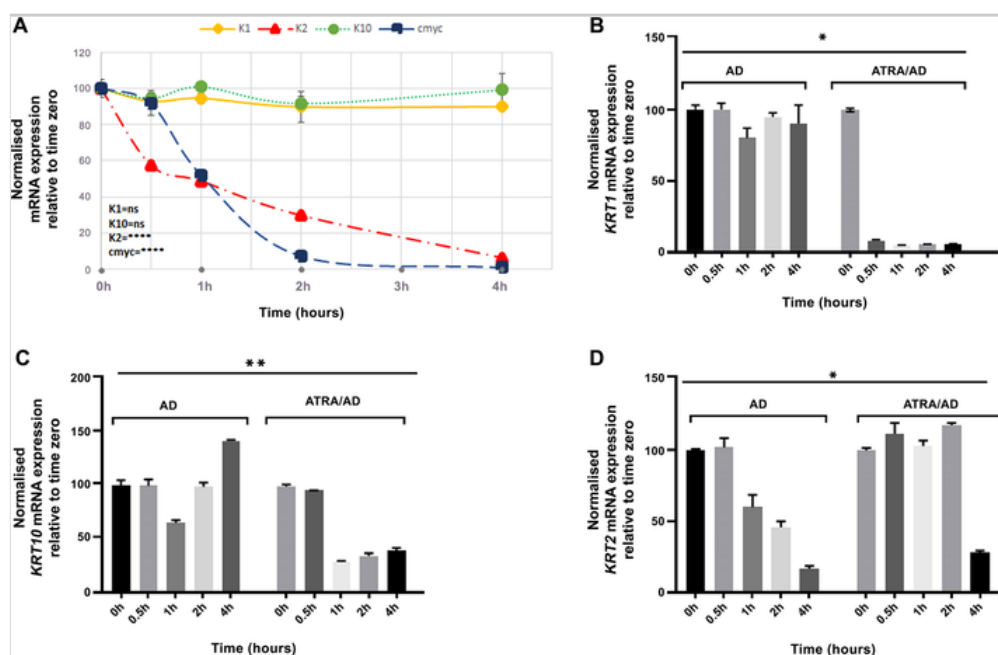 A
K1 K2 K10 cmyc
Normalised
mRNA expression
relative to time zero
120
100
80
60
40
20
0
K1=ns
K10=ns
K2=****
cmyc=****
0h 1h 2h 3h 4h
Time (hours)
B
Normalised
KRT1 mRNA expression
relative to time zero
150
100
50
0
*
AD ATRA/AD
0h 0.5h 1h 2h 4h 0h 0.5h 1h 2h 4h
Time (hours)
C
Normalised
KRT10 mRNA expression
relative to time zero
200
150
100
50
0
**
AD ATRA/AD
0h 0.5h 1h 2h 4h 0h 0.5h 1h 2h 4h
Time (hours)
D
Normalised
KRT2 mRNA expression
relative to time zero
150
100
50
0
*
AD ATRA/AD
0h 0.5h 1h 2h 4h 0h 0.5h 1h 2h 4h
Time (hours)